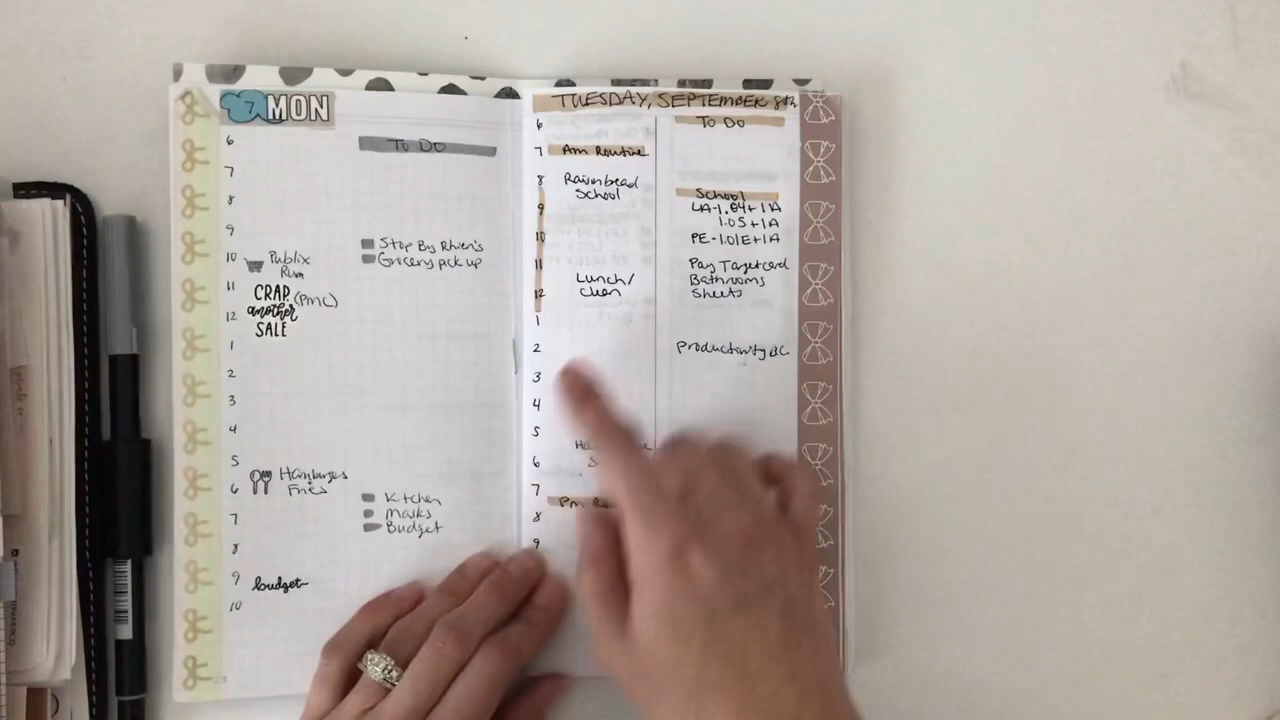 7 MON
6
TO DO
7
8
9
Stop By Rhien's
10 Publix
Grocery pick up
Run
11
CRAP (PMC)
another
12
SALE
1
2
3
4
5
Hamburgers
6 Fries
Kitchen
7
Masks
Budget
8
9 budget
10
TUESDAY, SEPTEMBER 8th
6
TO DO
7 Am Routine
8
School
School
9
LA-1.04+1A
1.05+1A
10
PE-1.01E+1A
11
Pay Target card
Lunch/
Bathrooms
12 clean
Sheets
1
2
Productivity BC
3
4
5
6
7
Pm
8
9